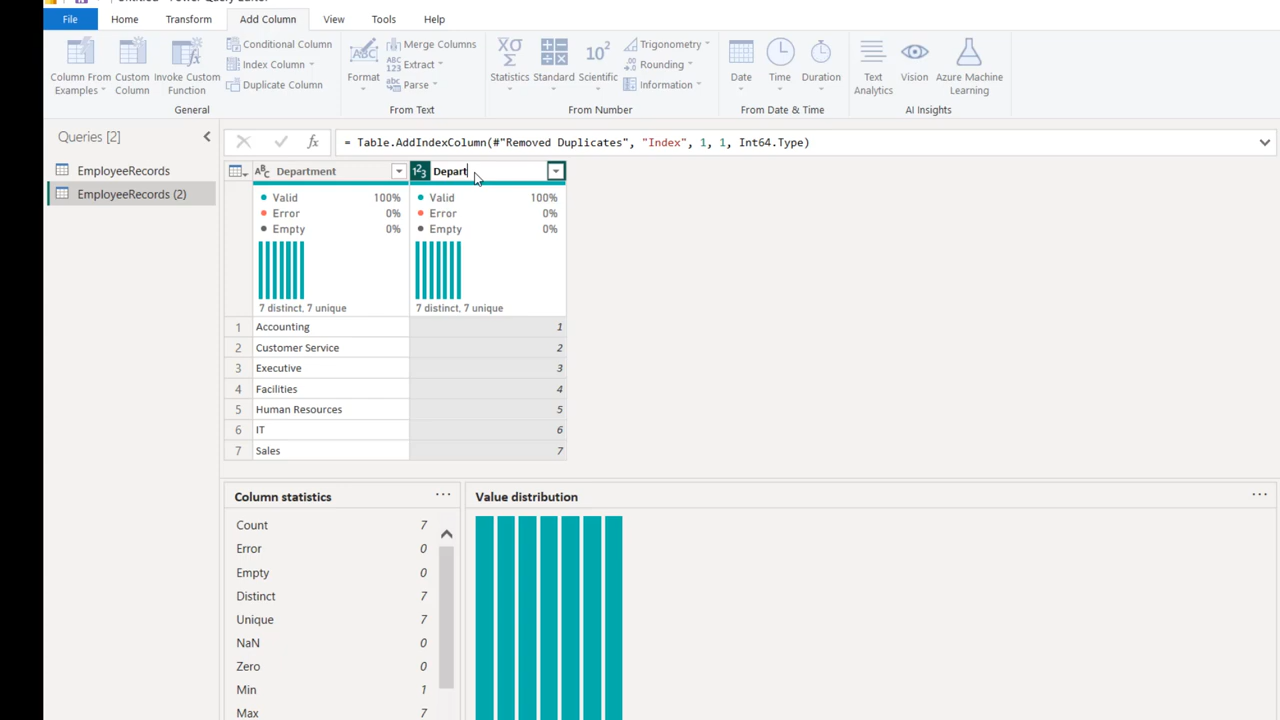 File Home Transform Add Column View Tools Help
Column From Examples
Custom Column
Invoke Custom Function
Conditional Column
Index Column
Duplicate Column
General
Format
Merge Columns
Extract
Parse
From Text
Statistics
Standard
Scientific
Trigonometry
Rounding
Information
From Number
Date
Time
Duration
From Date & Time
Text Analytics
Vision
Azure Machine Learning
AI Insights
Queries [2]
EmployeeRecords
EmployeeRecords (2)
= Table.AddIndexColumn(#"Removed Duplicates", "Index", 1, 1, Int64.Type)
Department Depart
Valid 100% Valid 100%
Error 0% Error 0%
Empty 0% Empty 0%
7 distinct, 7 unique 7 distinct, 7 unique
1 Accounting 1
2 Customer Service 2
3 Executive 3
4 Facilities 4
5 Human Resources 5
6 IT 6
7 Sales 7
Column statistics
Count 7
Error 0
Empty 0
Distinct 7
Unique 7
NaN 0
Zero 0
Min 1
Max 7
Value distribution